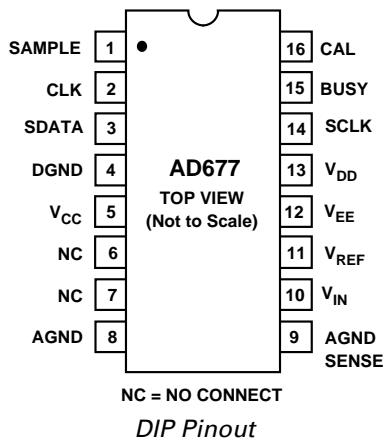 SAMPLE 1 16 CAL
CLK 2 15 BUSY
SDATA 3 14 SCLK
DGND 4 AD677 13 VDD
TOP VIEW
VCC 5 (Not to Scale) 12 VEE
NC 6 11 VREF
NC 7 10 VIN
AGND 8 9 AGND
SENSE
NC = NO CONNECT
DIP Pinout